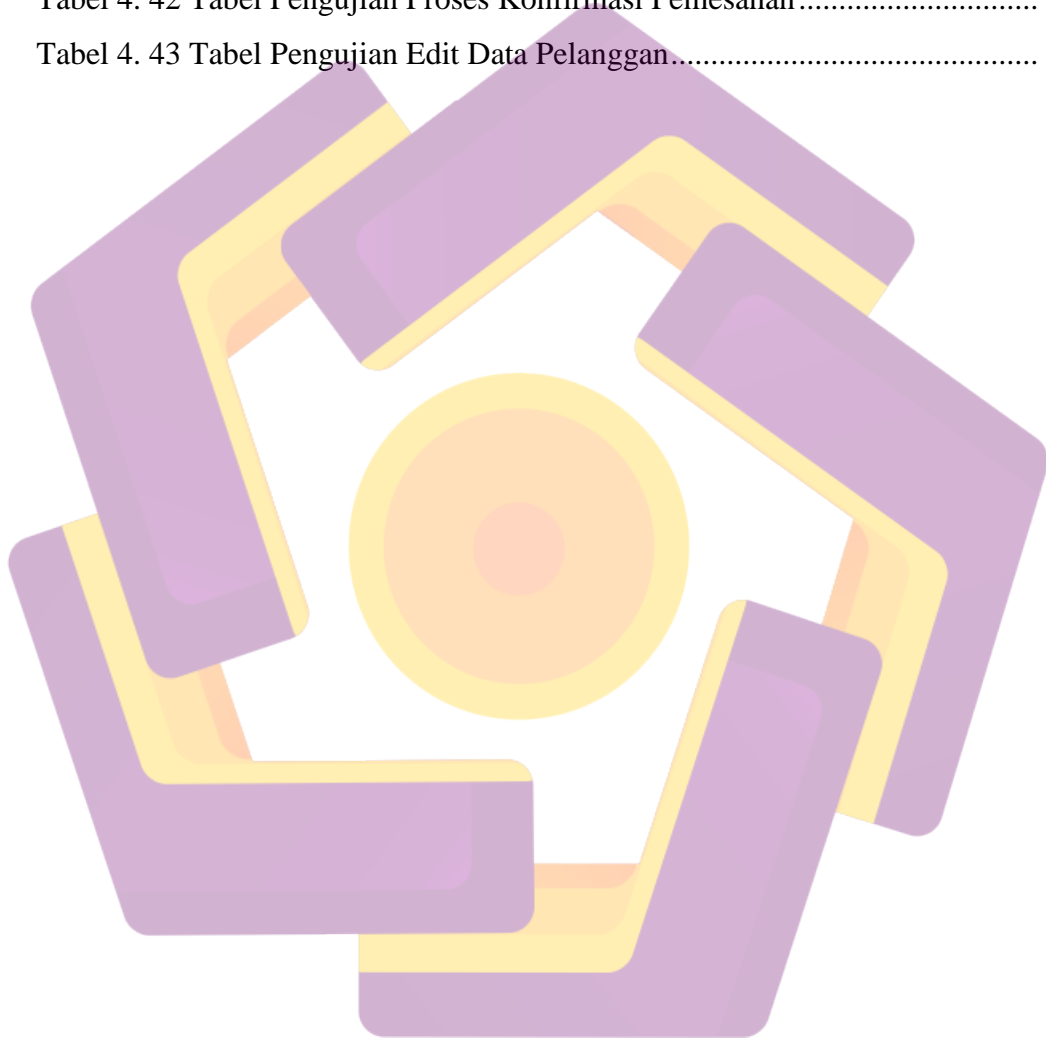 Tabel 4. 42 Tabel Pengujian Proses Konfirmasi Pemesanan.............................
Tabel 4. 43 Tabel Pengujian Edit Data Pelanggan.............................................